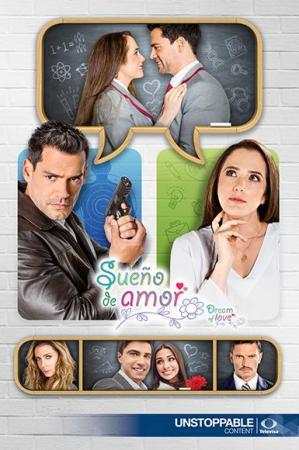 Sueño
de amor
Dream
of love
UNSTOPPABLE
CONTENT
Televisa